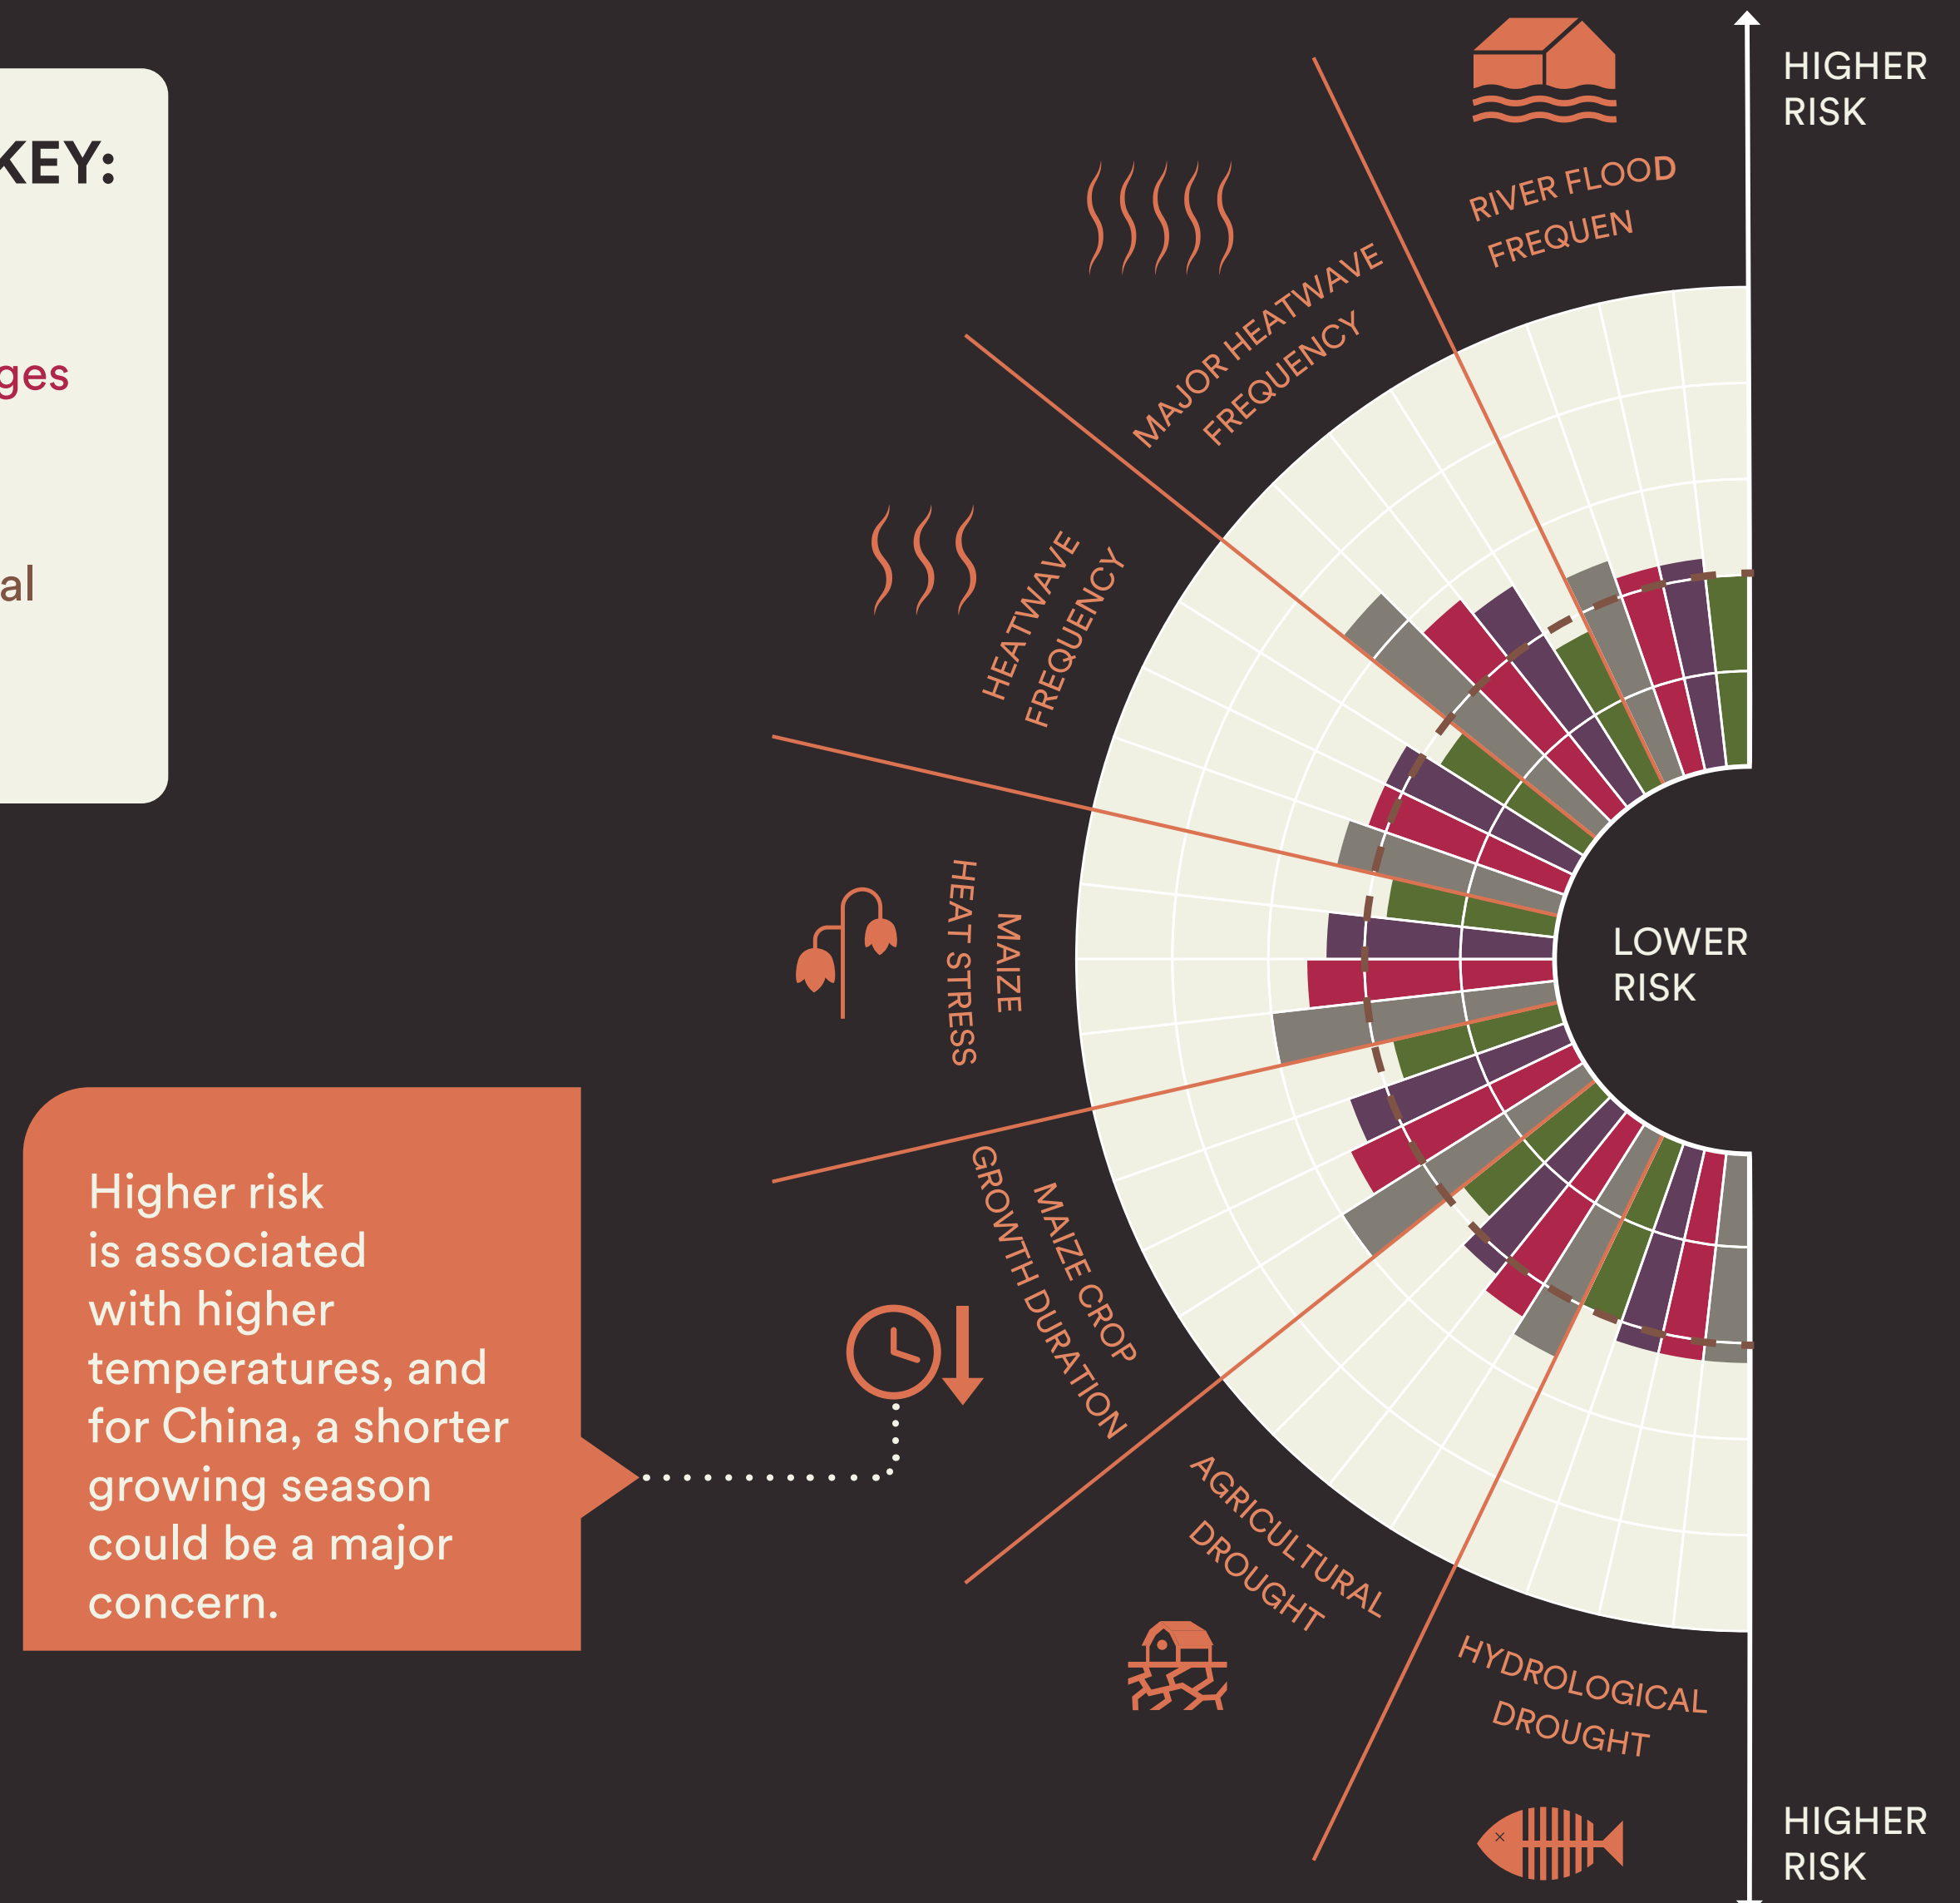 KEY:
ges
al
HIGHER
RISK
RIVER FLOOD
FREQUEN
MAJOR HEATWAVE
FREQUENCY
HEATWAVE
FREQUENCY
MAIZE
HEAT STRESS
LOWER
RISK
MAIZE CROP
GROWTH DURATION
Higher risk
is associated
with higher
temperatures, and
for China, a shorter
growing season
could be a major
concern.
AGRICULTURAL
DROUGHT
HYDROLOGICAL
DROUGHT
HIGHER
RISK